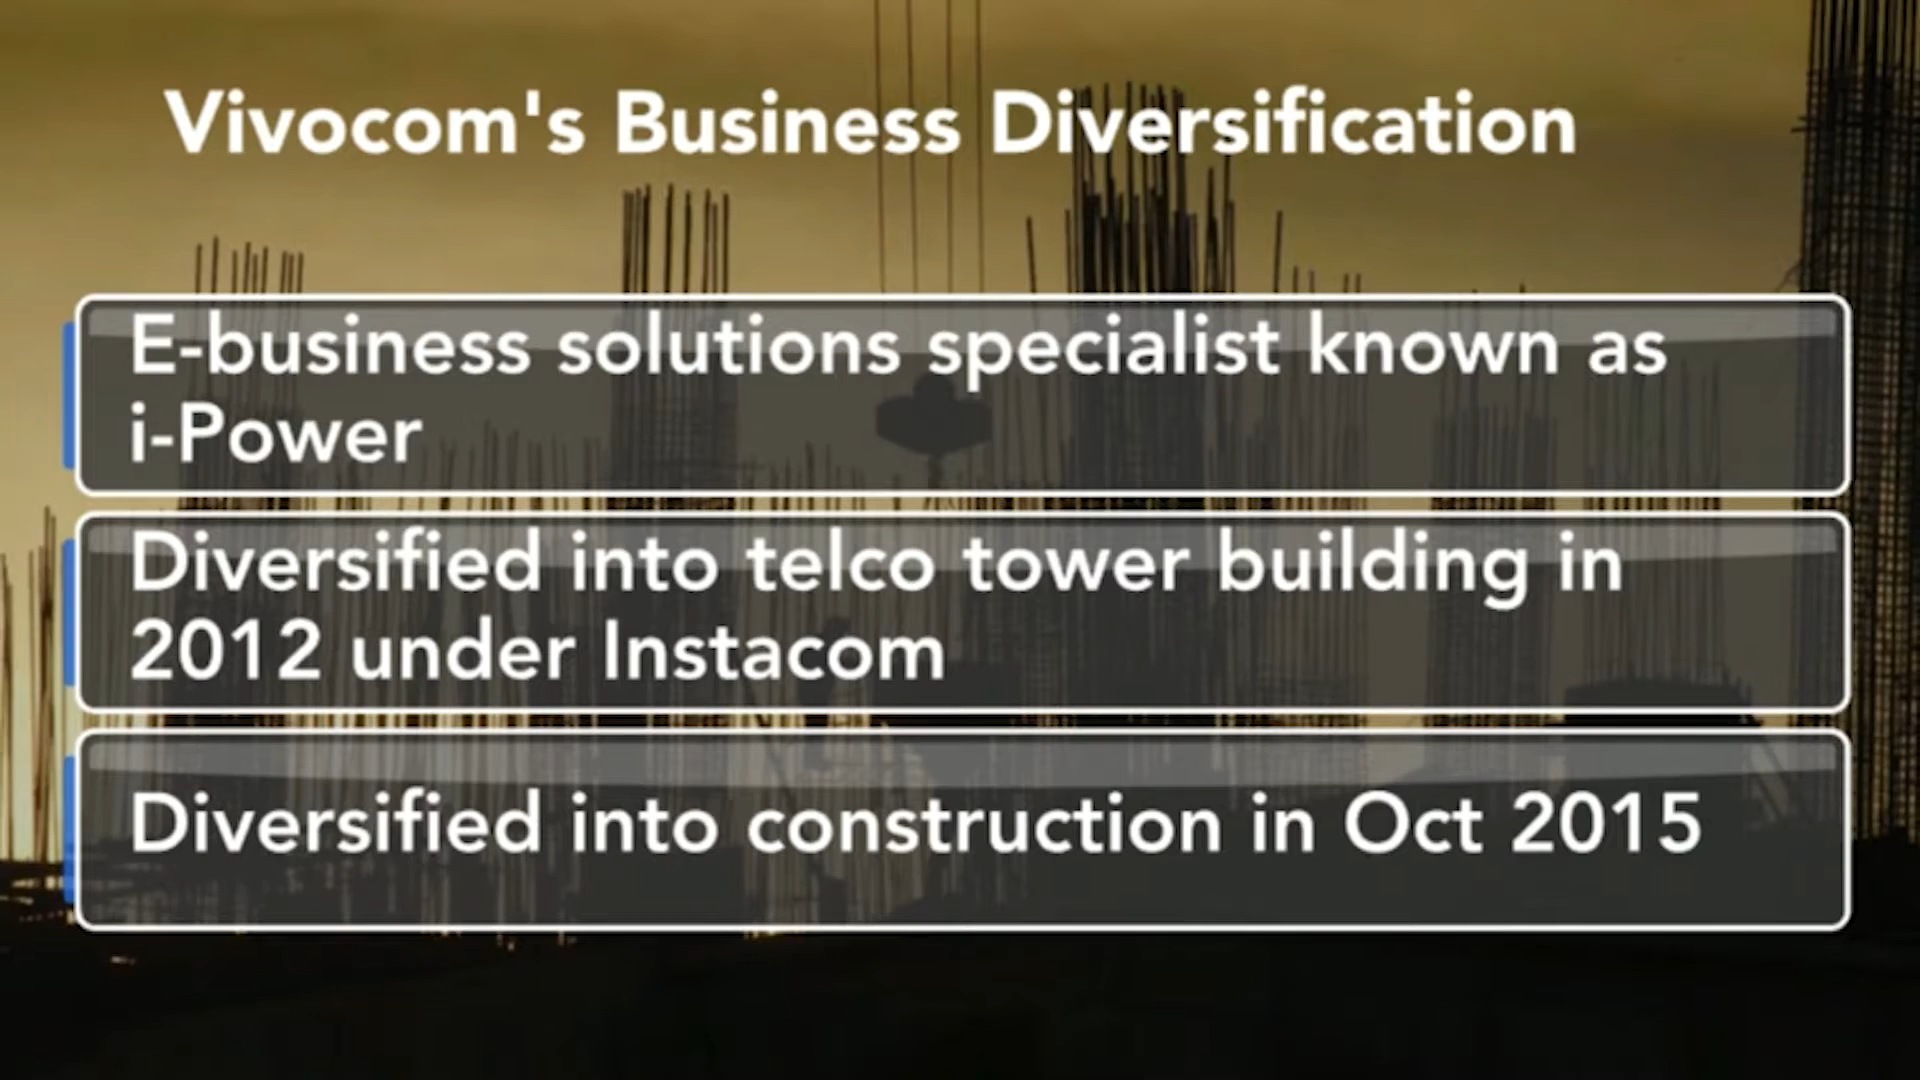 Vivocom's Business Diversification
E-business solutions specialist known as
i-Power
Diversified into telco tower building in
2012 under Instacom
Diversified into construction in Oct 2015